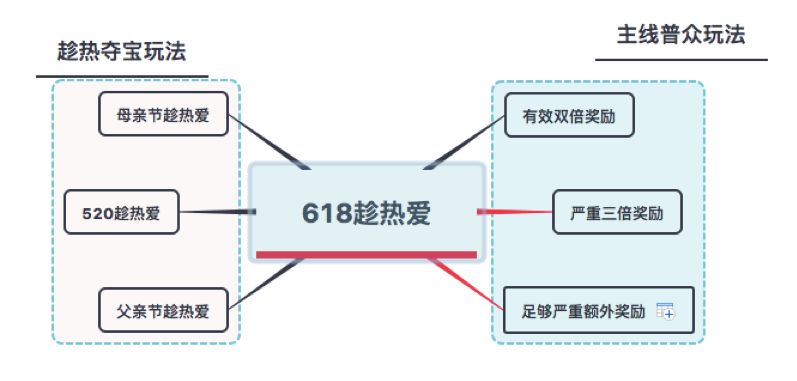 趁热夺宝玩法
主线普众玩法
母亲节趁热爱
有效双倍奖励
520趁热爱
618趁热爱
严重三倍奖励
父亲节趁热爱
足够严重额外奖励